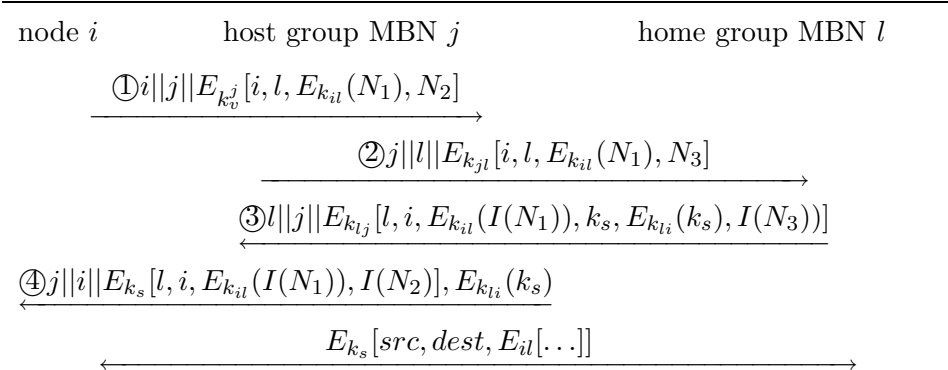 node i host group MBN j home group MBN l
①i||j||E_{k_v^j}[i, l, E_{k_{il}}(N_1), N_2]
②j||l||E_{k_{jl}}[i, l, E_{k_{il}}(N_1), N_3]
③l||j||E_{k_{lj}}[l, i, E_{k_{il}}(I(N_1)), k_s, E_{k_{li}}(k_s), I(N_3))]
④j||i||E_{k_s}[l, i, E_{k_{il}}(I(N_1)), I(N_2)], E_{k_{li}}(k_s)
E_{k_s}[src, dest, E_{il}[...]]